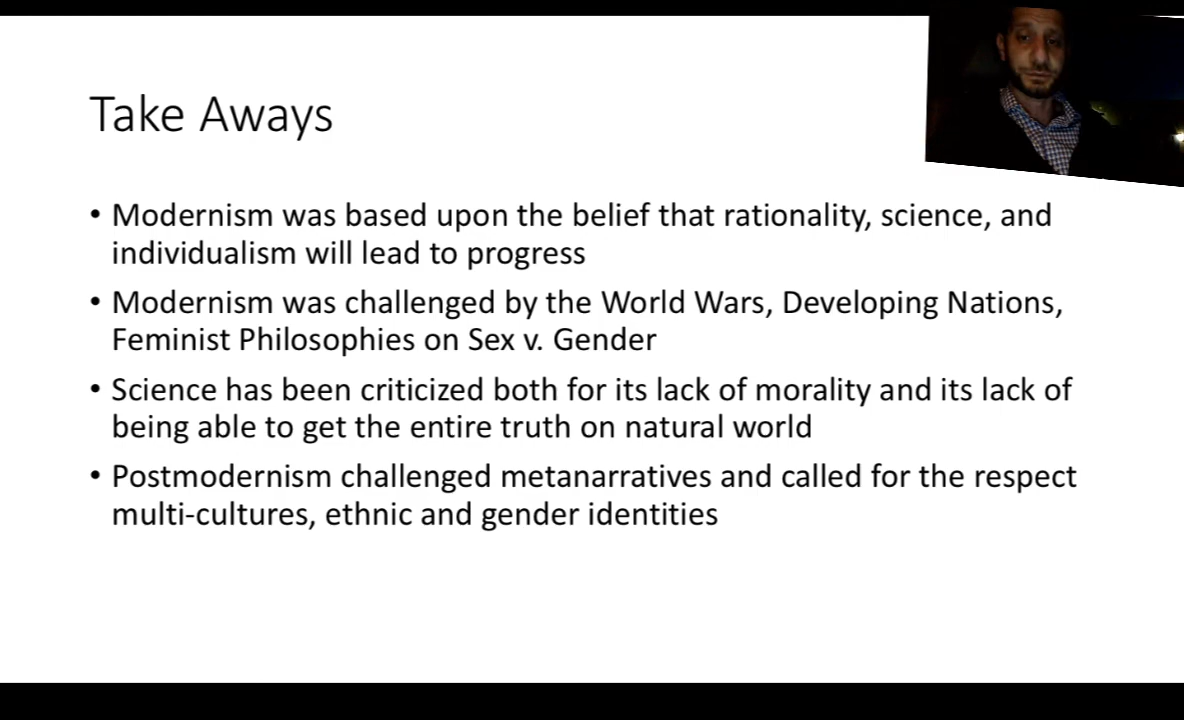 Take Aways
• Modernism was based upon the belief that rationality, science, and
individualism will lead to progress
• Modernism was challenged by the World Wars, Developing Nations,
Feminist Philosophies on Sex v. Gender
• Science has been criticized both for its lack of morality and its lack of
being able to get the entire truth on natural world
• Postmodernism challenged metanarratives and called for the respect
multi-cultures, ethnic and gender identities